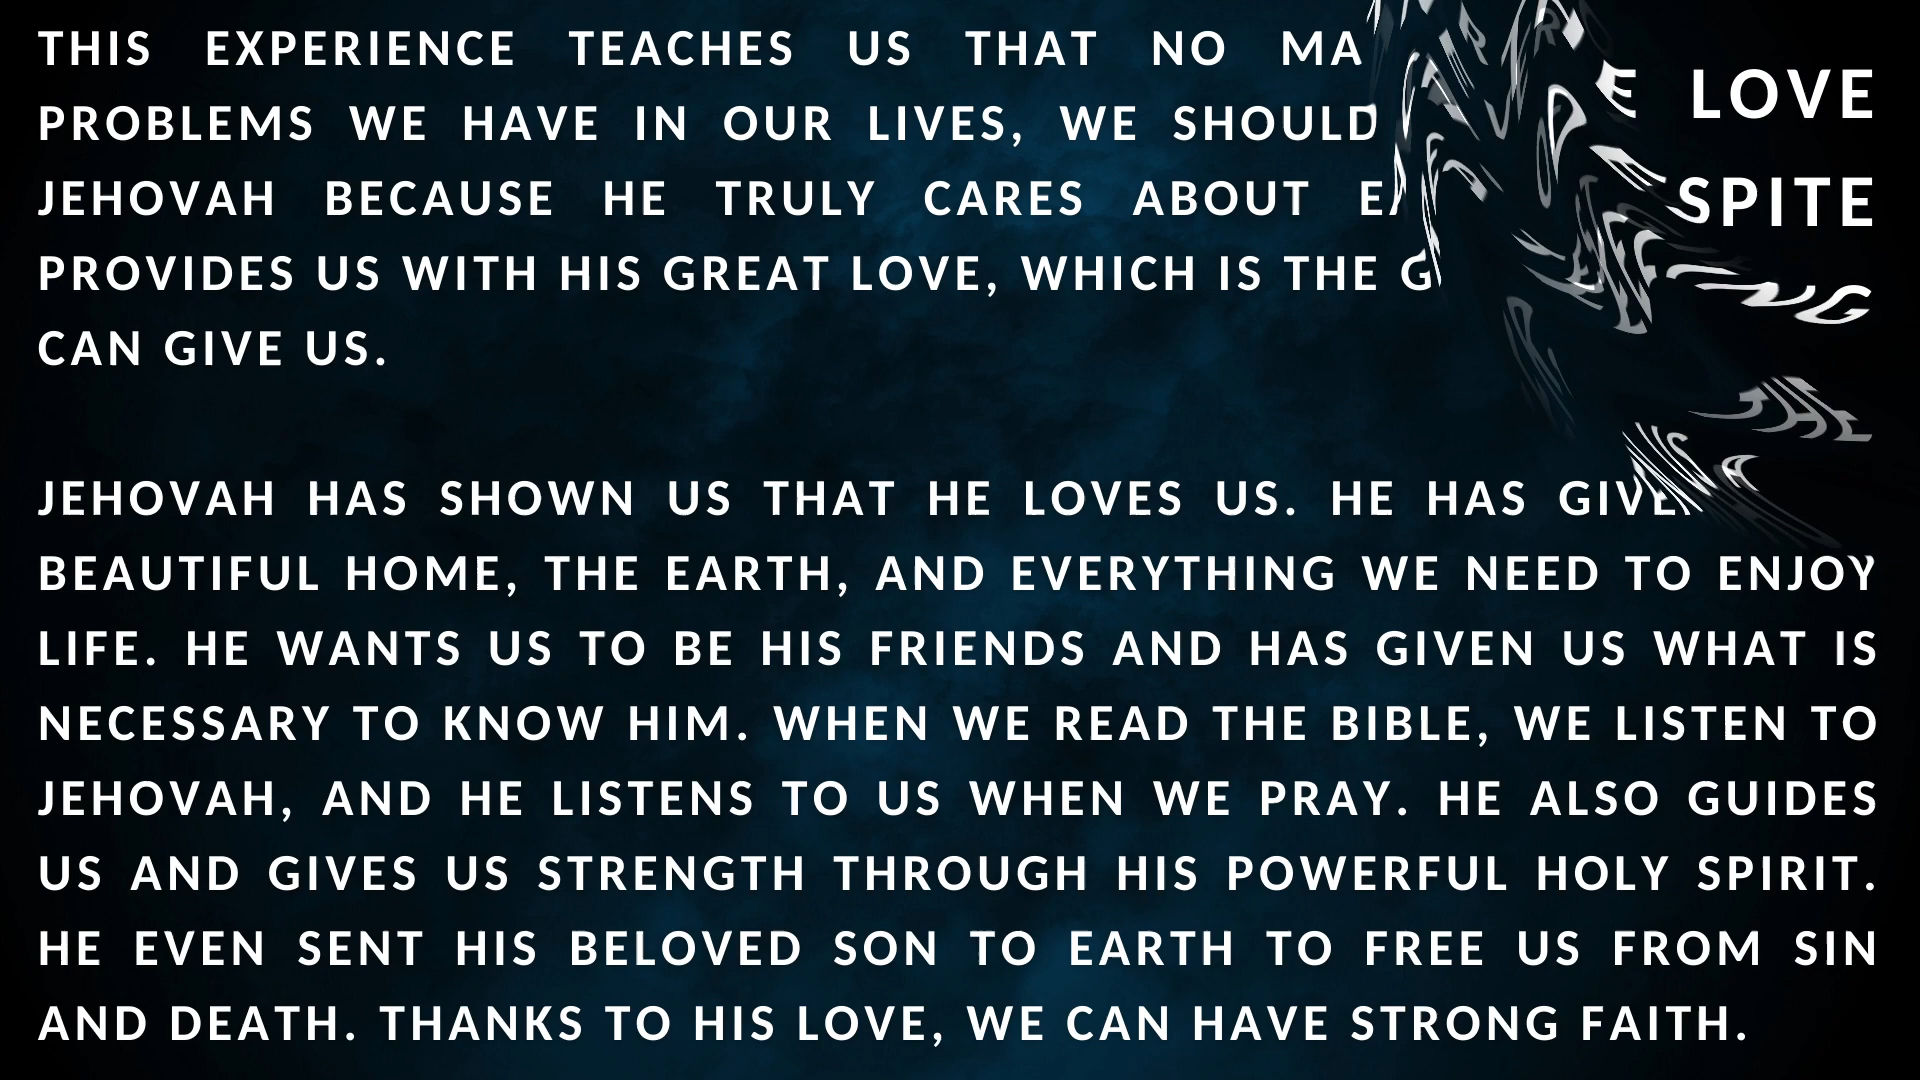 THIS EXPERIENCE TEACHES US THAT NO
PROBLEMS WE HAVE IN OUR LIVES, WE SHOULD
JEHOVAH BECAUSE HE TRULY CARES ABOUT
PROVIDES US WITH HIS GREAT LOVE, WHICH IS THE
CAN GIVE US.
LOVE
SPITE
THE
JEHOVAH HAS SHOWN US THAT HE LOVES US. HE HAS
BEAUTIFUL HOME, THE EARTH, AND EVERYTHING WE NEED TO ENJOY
LIFE. HE WANTS US TO BE HIS FRIENDS AND HAS GIVEN US WHAT IS
NECESSARY TO KNOW HIM. WHEN WE READ THE BIBLE, WE LISTEN TO
JEHOVAH, AND HE LISTENS TO US WHEN WE PRAY. HE ALSO GUIDES
US AND GIVES US STRENGTH THROUGH HIS POWERFUL HOLY SPIRIT.
HE EVEN SENT HIS BELOVED SON TO EARTH TO FREE US FROM SIN
AND DEATH. THANKS TO HIS LOVE, WE CAN HAVE STRONG FAITH.